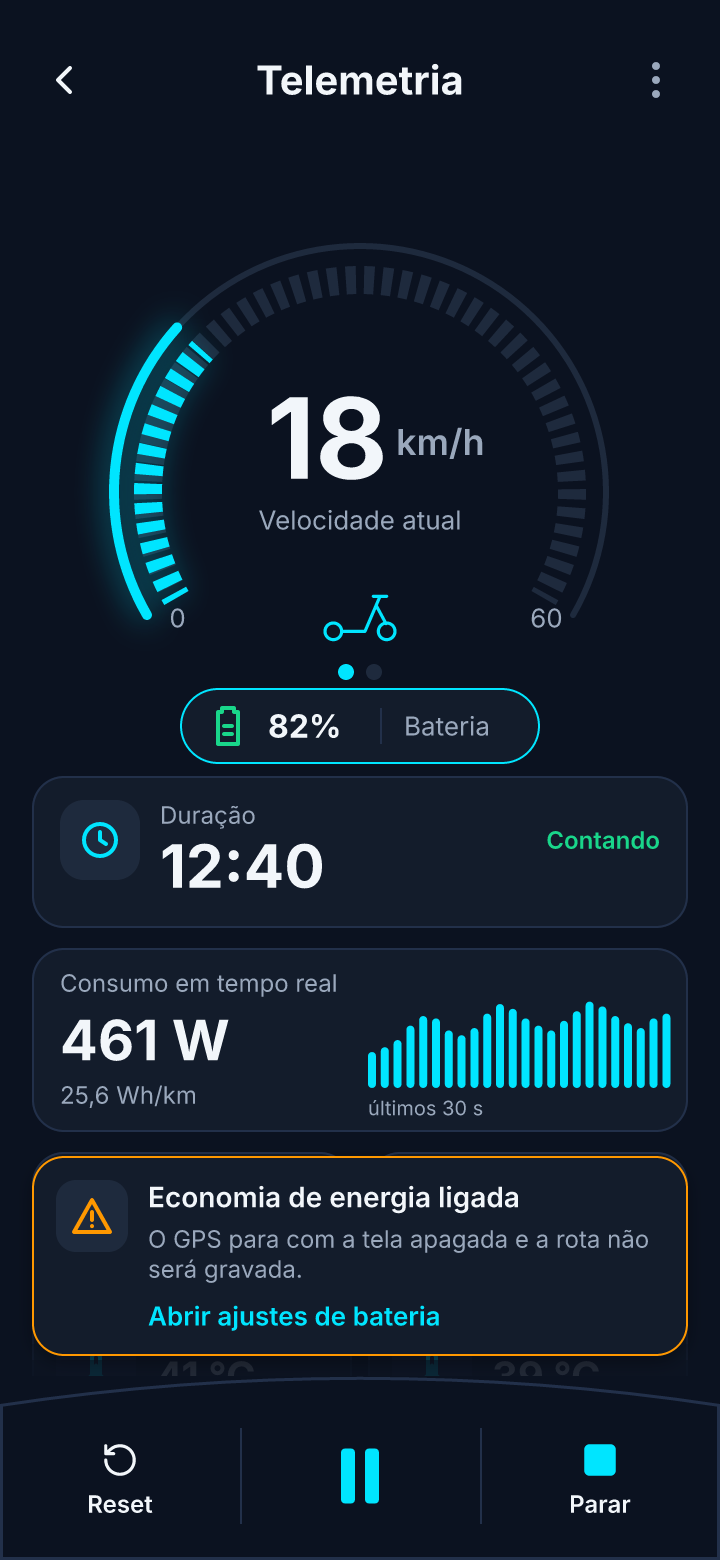 Telemetria
18 km/h
Velocidade atual
0
60
82%
Bateria
Duração
12:40
Contando
Consumo em tempo real
461 W
25,6 Wh/km
últimos 30 s
Economia de energia ligada
O GPS para com a tela apagada e a rota não
será gravada.
Abrir ajustes de bateria
41 °C
39 °C
Reset
Parar